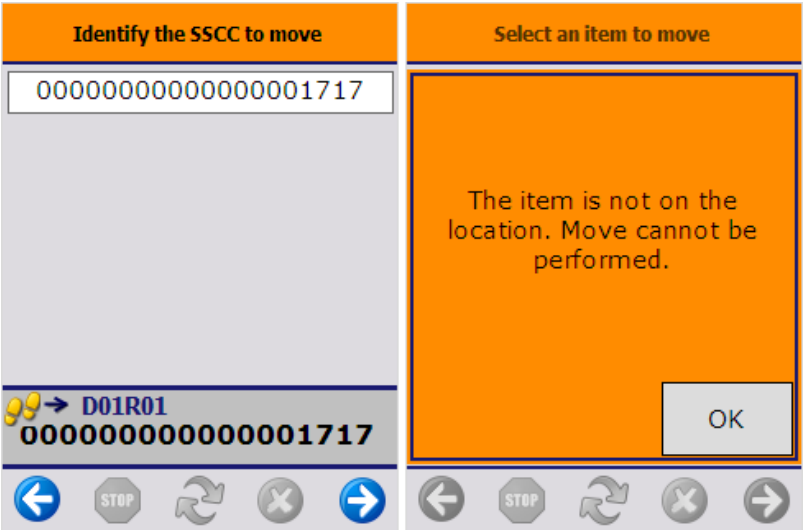 Identify the SSCC to move
00000000000000001717
D01R01
000000000000001717
STOP
Select an item to move
The item is not on the
location. Move cannot be
performed.
OK
STOP